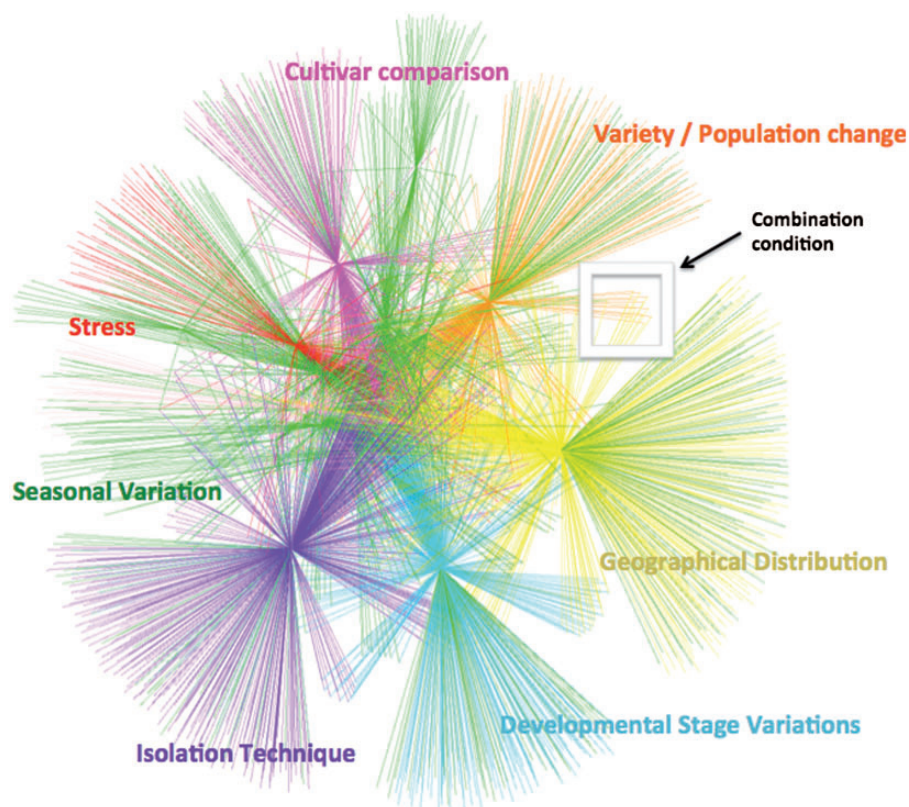 Cultivar comparison
Variety / Population change
Combination
condition
Stress
Seasonal Variation
Geographical Distribution
Developmental Stage Variations
Isolation Technique